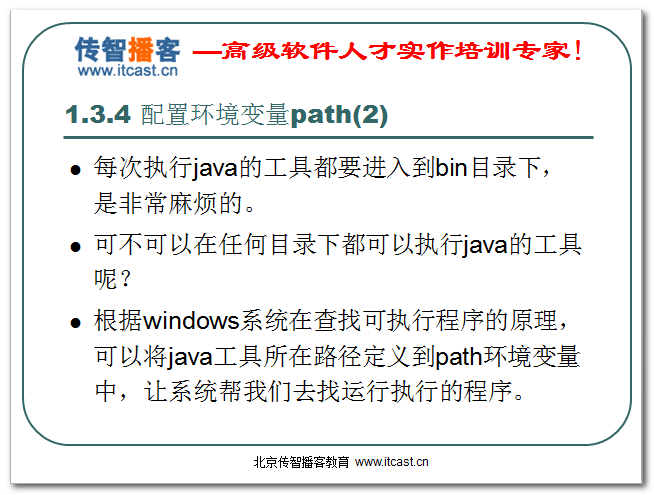 传智播客 —高级软件人才实作培训专家!
www.itcast.cn
1.3.4 配置环境变量path(2)
每次执行java的工具都要进入到bin目录下，
是非常麻烦的。
可不可以在任何目录下都可以执行java的工具
呢？
根据windows系统在查找可执行程序的原理，
可以将java工具所在路径定义到path环境变量
中，让系统帮我们去找运行执行的程序。
北京传智播客教育 www.itcast.cn